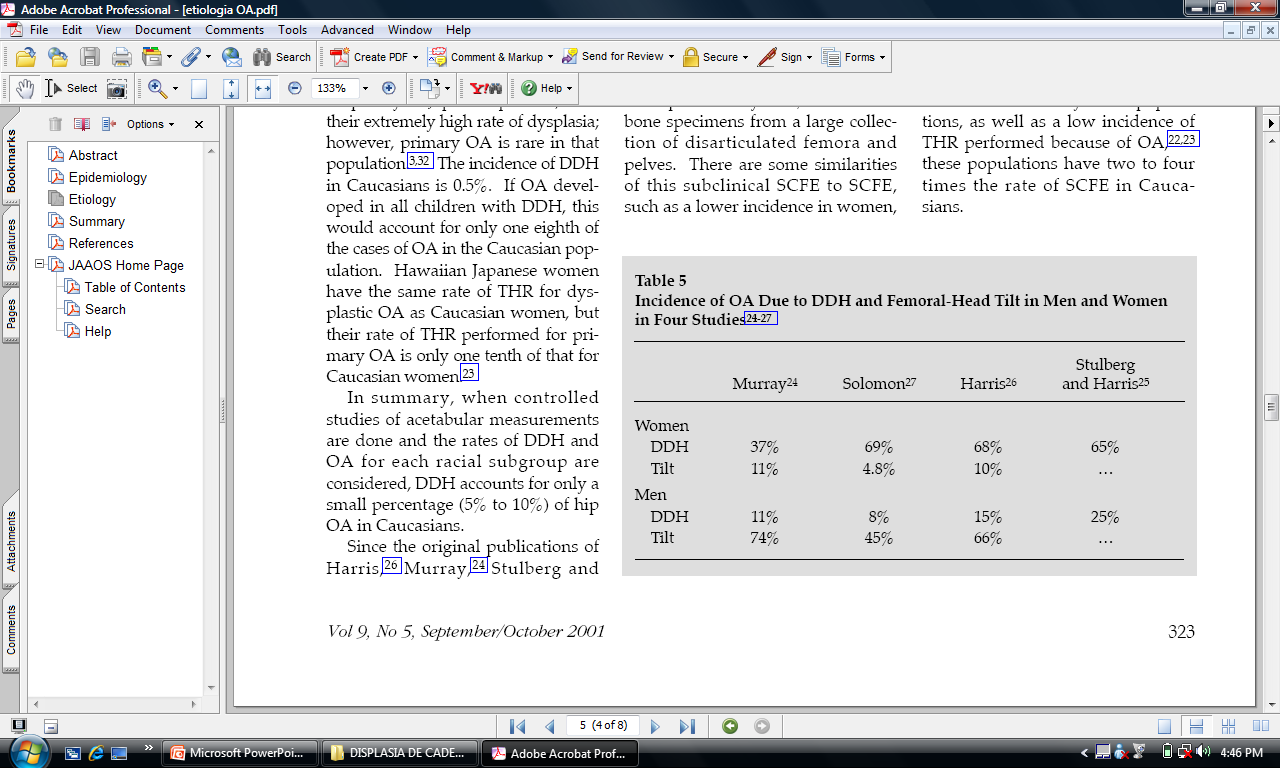 Adobe Acrobat Professional - [etiologia OA.pdf]
File Edit View Document Comments Tools Advanced Window Help
Search Create PDF Comment & Markup Send for Review Secure Sign Forms
Select 133% Y! Help
Options
Bookmarks
Signatures
Pages
Attachments
Comments
Abstract
Epidemiology
Etiology
Summary
References
JAAOS Home Page
Table of Contents
Search
Help
their extremely high rate of dysplasia;
however, primary OA is rare in that
population.3,32 The incidence of DDH
in Caucasians is 0.5%. If OA devel-
oped in all children with DDH, this
would account for only one eighth of
the cases of OA in the Caucasian pop-
ulation. Hawaiian Japanese women
have the same rate of THR for dys-
plastic OA as Caucasian women, but
their rate of THR performed for pri-
mary OA is only one tenth of that for
Caucasian women.23
In summary, when controlled
studies of acetabular measurements
are done and the rates of DDH and
OA for each racial subgroup are
considered, DDH accounts for only a
small percentage (5% to 10%) of hip
OA in Caucasians.
Since the original publications of
Harris,26 Murray,24 Stulberg and
bone specimens from a large collec-
tion of disarticulated femora and
pelves. There are some similarities
of this subclinical SCFE to SCFE,
such as a lower incidence in women,
tions, as well as a low incidence of
THR performed because of OA,22,23
these populations have two to four
times the rate of SCFE in Cauca-
sians.
Table 5
Incidence of OA Due to DDH and Femoral-Head Tilt in Men and Women
in Four Studies24-27
Stulberg
Murray24 Solomon27 Harris26 and Harris25
Women
DDH 37% 69% 68% 65%
Tilt 11% 4.8% 10% ...
Men
DDH 11% 8% 15% 25%
Tilt 74% 45% 66% ...
Vol 9, No 5, September/October 2001
323
5 (4 of 8)
Microsoft PowerPoi... DISPLASIA DE CADE... Adobe Acrobat Prof... 4:46 PM